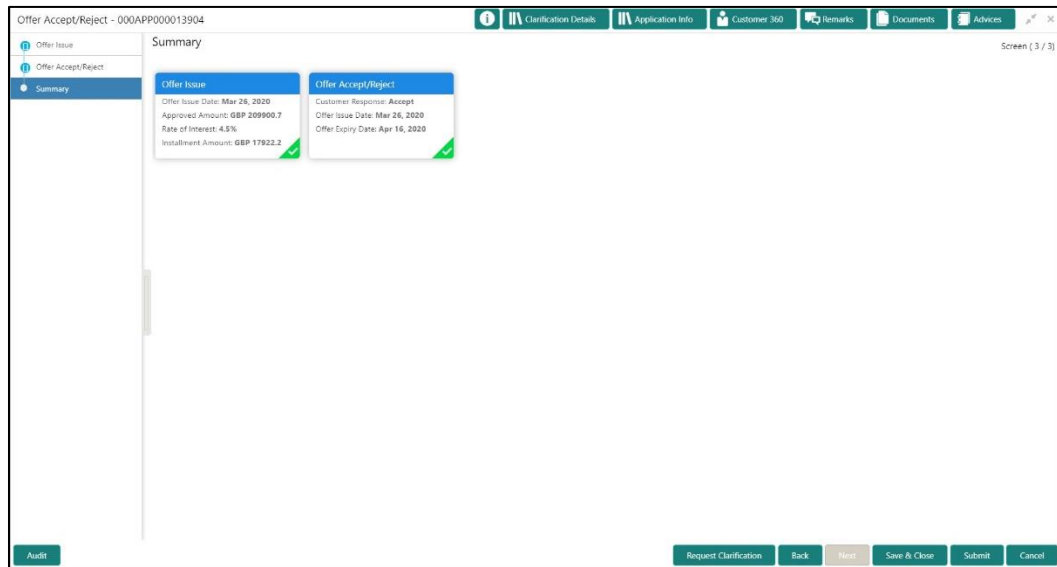 Offer Accept/Reject - 000APP000013904
Clarification Details
Application Info
Customer 360
Remarks
Documents
Advices
Offer Issue
Offer Accept/Reject
Summary
Summary
Screen ( 3 / 3)
Offer Issue
Offer Issue Date: Mar 26, 2020
Approved Amount: GBP 209900.7
Rate of Interest: 4.5%
Installment Amount: GBP 17922.2
Offer Accept/Reject
Customer Response: Accept
Offer Issue Date: Mar 26, 2020
Offer Expiry Date: Apr 16, 2020
Audit
Request Clarification
Back
Next
Save & Close
Submit
Cancel